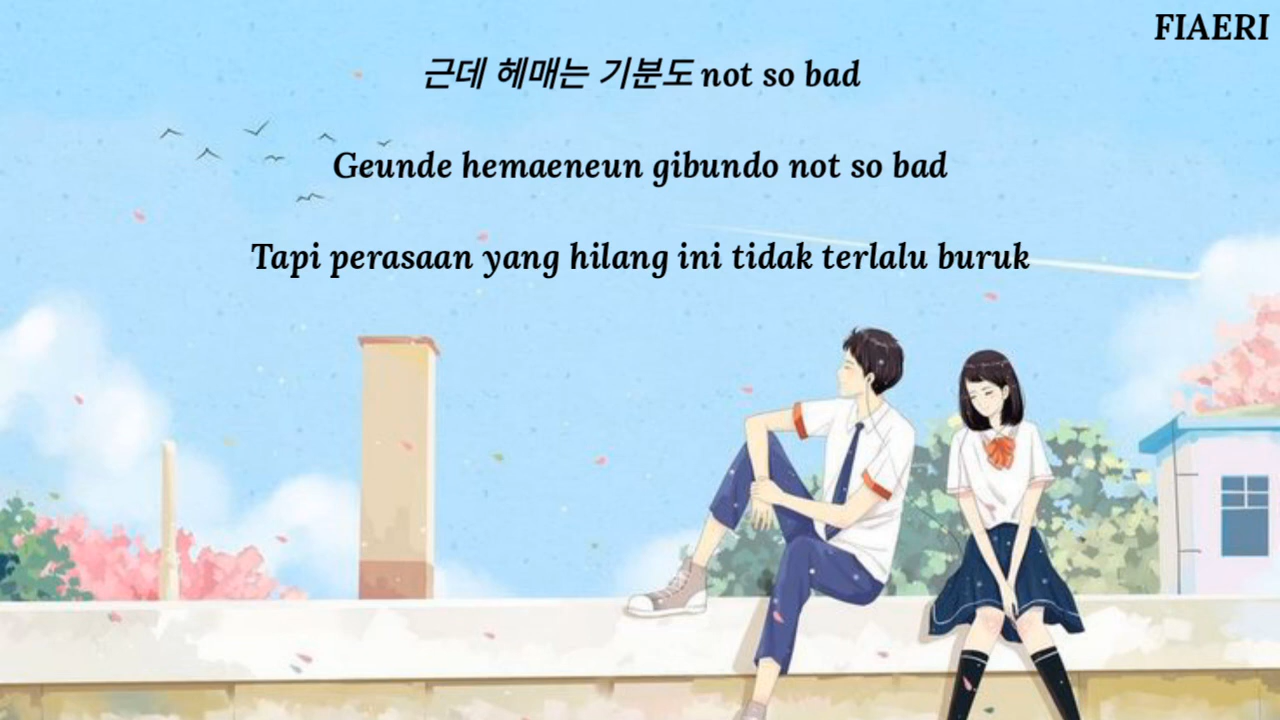 FIAERI
근데 헤매는 기분도 not so bad
Geunde hemaeneun gibundo not so bad
Tapi perasaan yang hilang ini tidak terlalu buruk